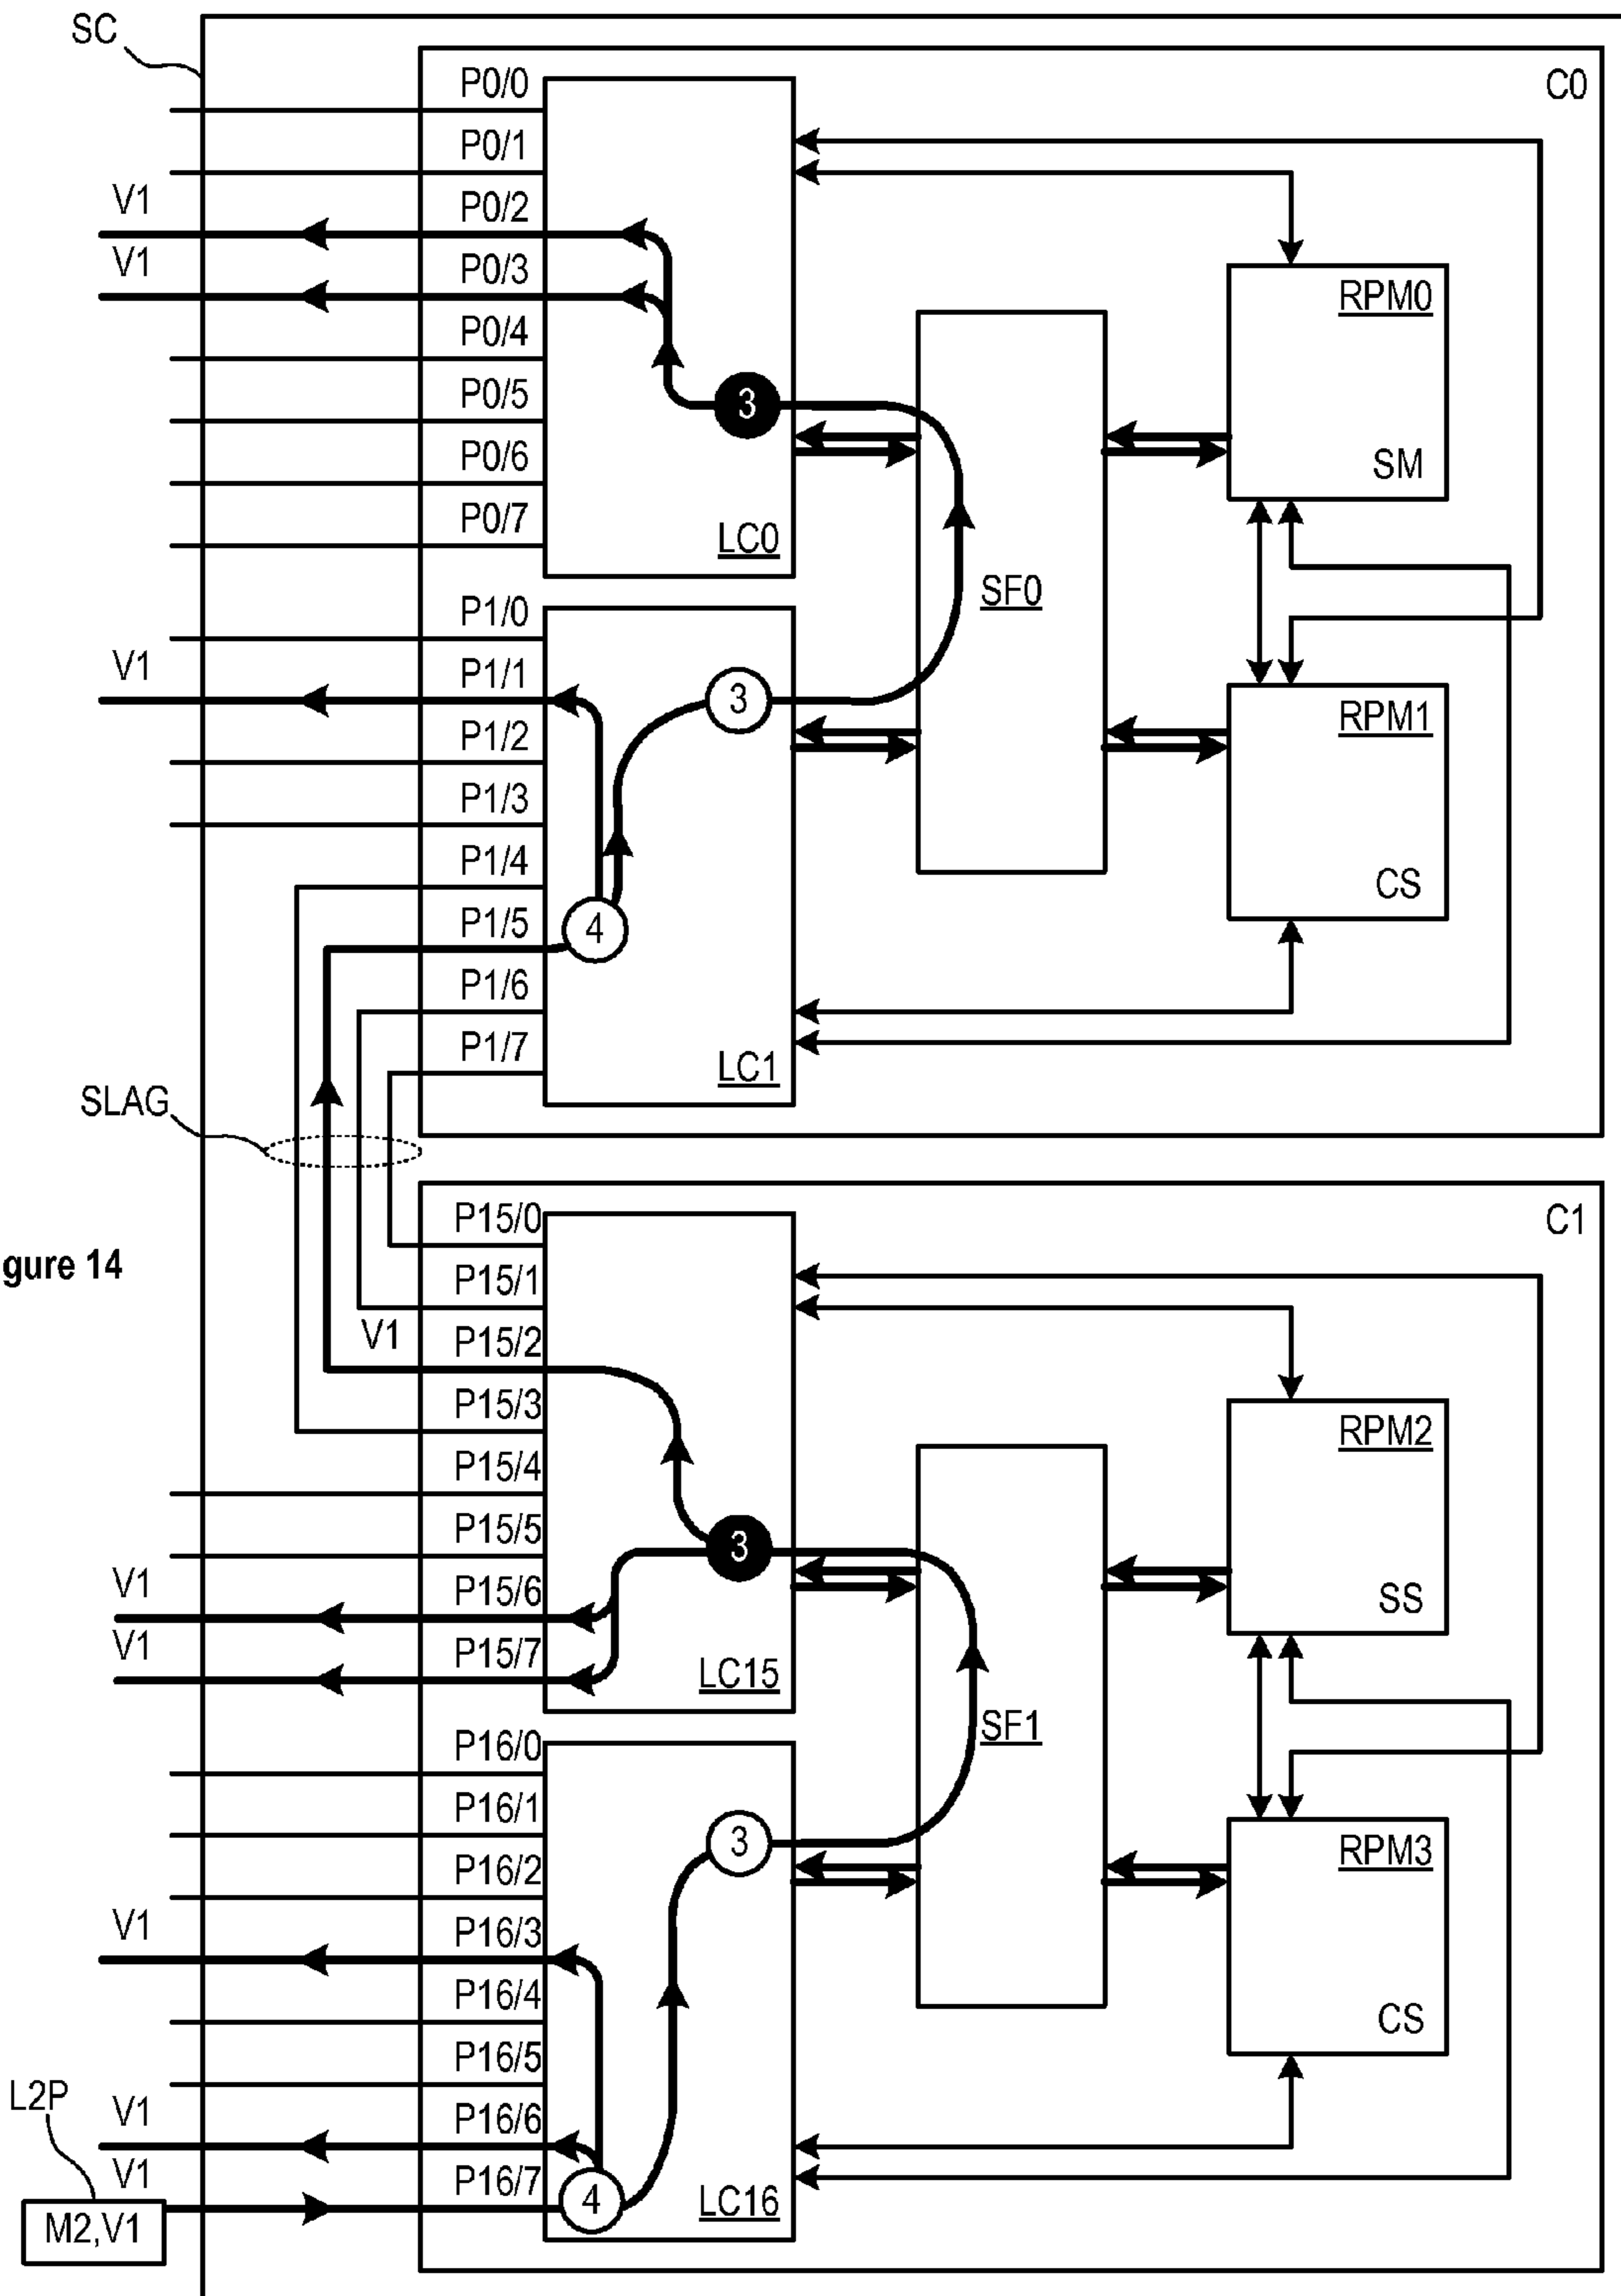 SC
C0
P0/0
P0/1
V1
P0/2
V1
P0/3
RPM0
P0/4
P0/5
3
P0/6
SM
P0/7
LC0
SF0
P1/0
V1
P1/1
3
P1/2
RPM1
P1/3
P1/4
CS
P1/5
4
P1/6
P1/7
LC1
SLAG
P15/0
C1
gure 14
P15/1
V1
P15/2
P15/3
RPM2
P15/4
P15/5
3
V1
P15/6
SS
V1
P15/7
LC15
SF1
P16/0
P16/1
3
RPM3
P16/2
V1
P16/3
P16/4
CS
P16/5
L2P
V1
P16/6
V1
P16/7
4
LC16
M2,V1